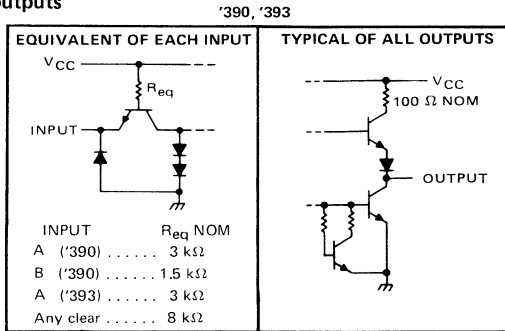 outputs
'390, '393
EQUIVALENT OF EACH INPUT
VCC
Req
INPUT
INPUT Req NOM
A ('390) ...... 3 kΩ
B ('390) ...... 1.5 kΩ
A ('393) ...... 3 kΩ
Any clear ...... 8 kΩ
TYPICAL OF ALL OUTPUTS
VCC
100 Ω NOM
OUTPUT